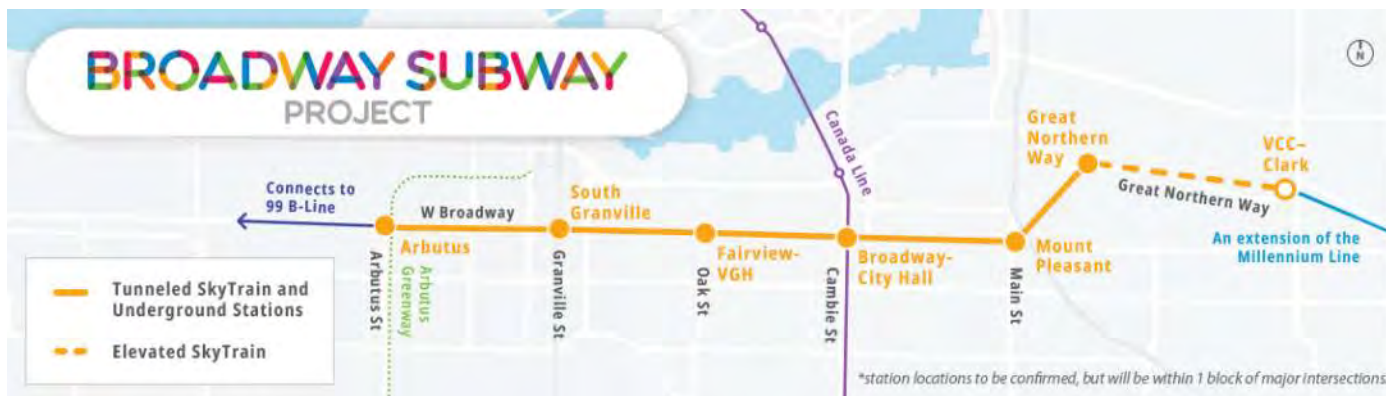 BROADWAY SUBWAY
PROJECT
N
Great
Northern
Way
VCC–
Clark
Canada Line
Connects to
99 B-Line
South
Granville
W Broadway
Great Northern Way
Arbutus
Fairview-
VGH
Broadway-
City Hall
Mount
Pleasant
An extension of the
Millennium Line
Arbutus St
Arbutus
Greenway
Granville St
Oak St
Cambie St
Main St
Tunneled SkyTrain and
Underground Stations
Elevated SkyTrain
*station locations to be confirmed, but will be within 1 block of major intersections